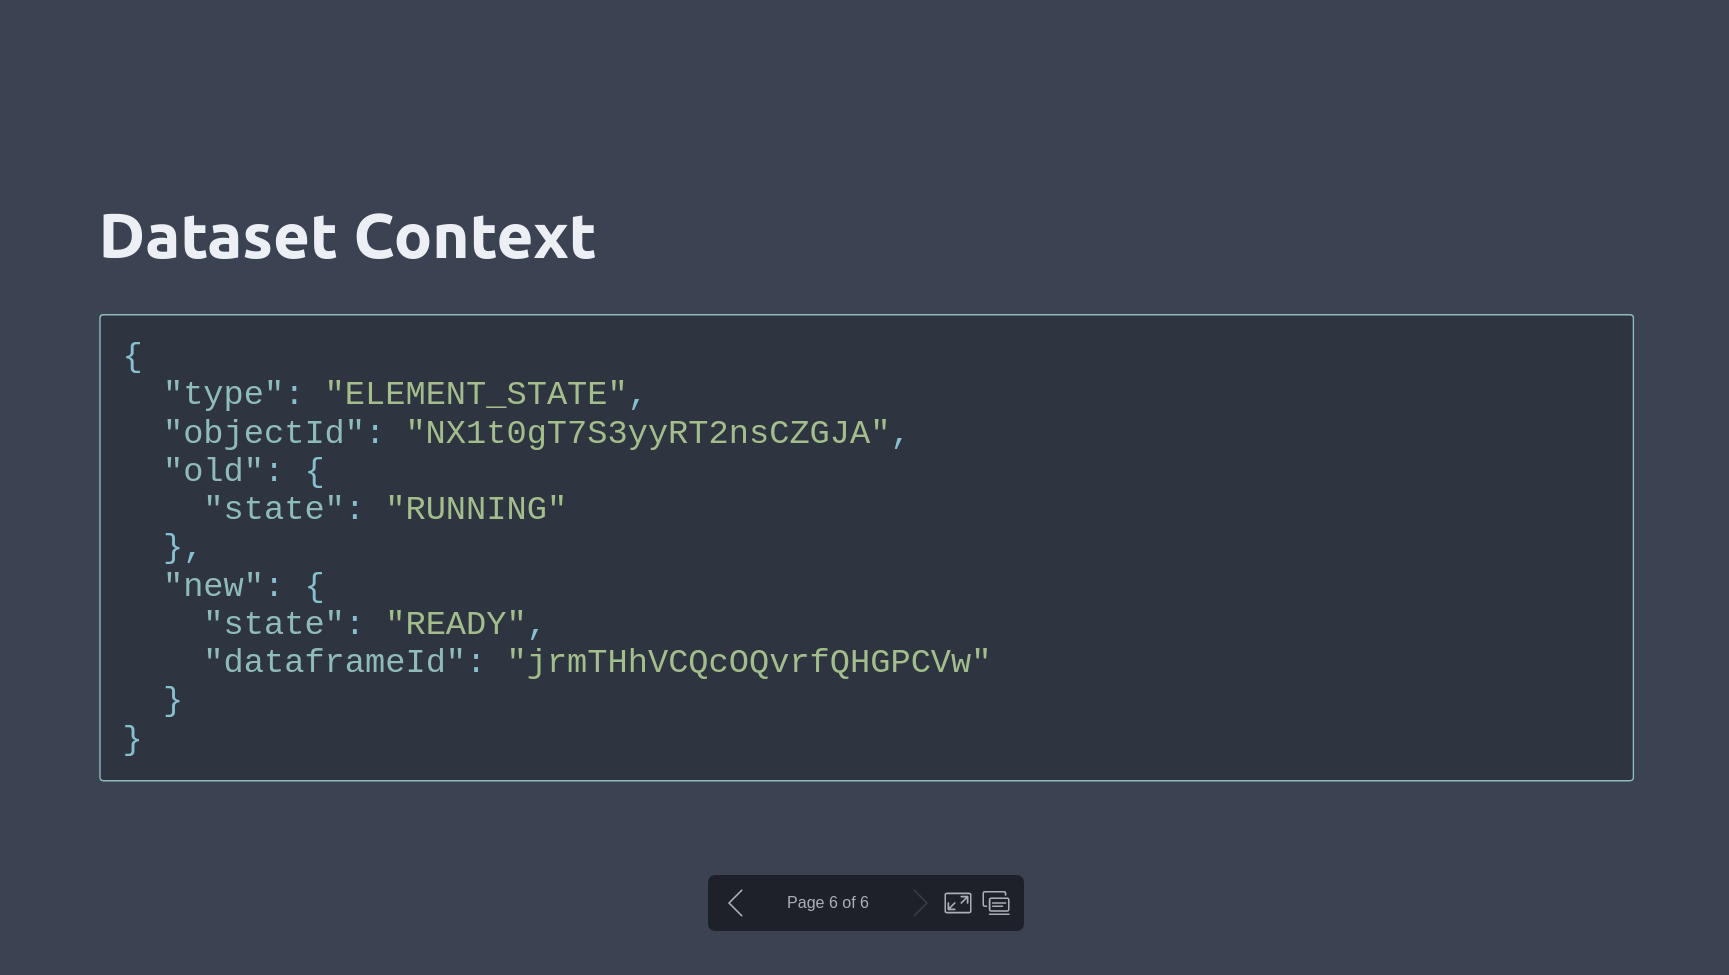 Dataset Context
{
  "type": "ELEMENT_STATE",
  "objectId": "NX1t0gT7S3yyRT2nsCZGJA",
  "old": {
    "state": "RUNNING"
  },
  "new": {
    "state": "READY",
    "dataframeId": "jrmTHhVCQcOQvrfQHGPCVw"
  }
}
Page 6 of 6